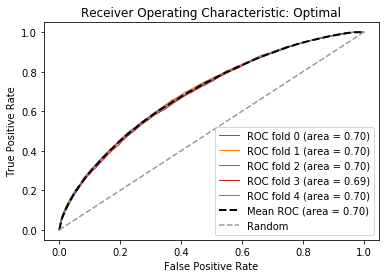 Receiver Operating Characteristic: Optimal
True Positive Rate
1.0
0.8
0.6
0.4
0.2
0.0
ROC fold 0 (area = 0.70)
ROC fold 1 (area = 0.70)
ROC fold 2 (area = 0.70)
ROC fold 3 (area = 0.69)
ROC fold 4 (area = 0.70)
Mean ROC (area = 0.70)
Random
0.0 0.2 0.4 0.6 0.8 1.0
False Positive Rate